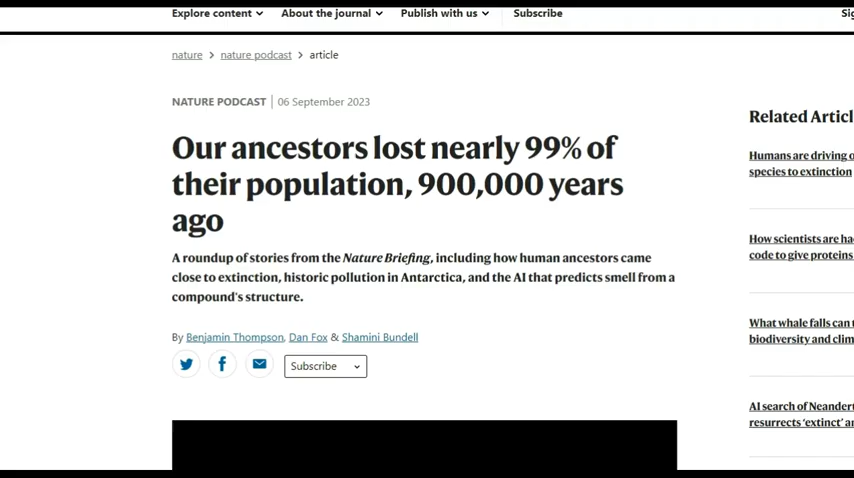 Explore content
About the journal
Publish with us
Subscribe
nature > nature podcast > article
NATURE PODCAST | 06 September 2023
Our ancestors lost nearly 99% of
their population, 900,000 years
ago
A roundup of stories from the Nature Briefing, including how human ancestors came
close to extinction, historic pollution in Antarctica, and the AI that predicts smell from a
compound's structure.
By Benjamin Thompson, Dan Fox & Shamini Bundell
Subscribe
Related Articl
Humans are driving
species to extinction
How scientists are
code to give proteins
What whale falls can
biodiversity and
AI search of
resurrects 'extinct'